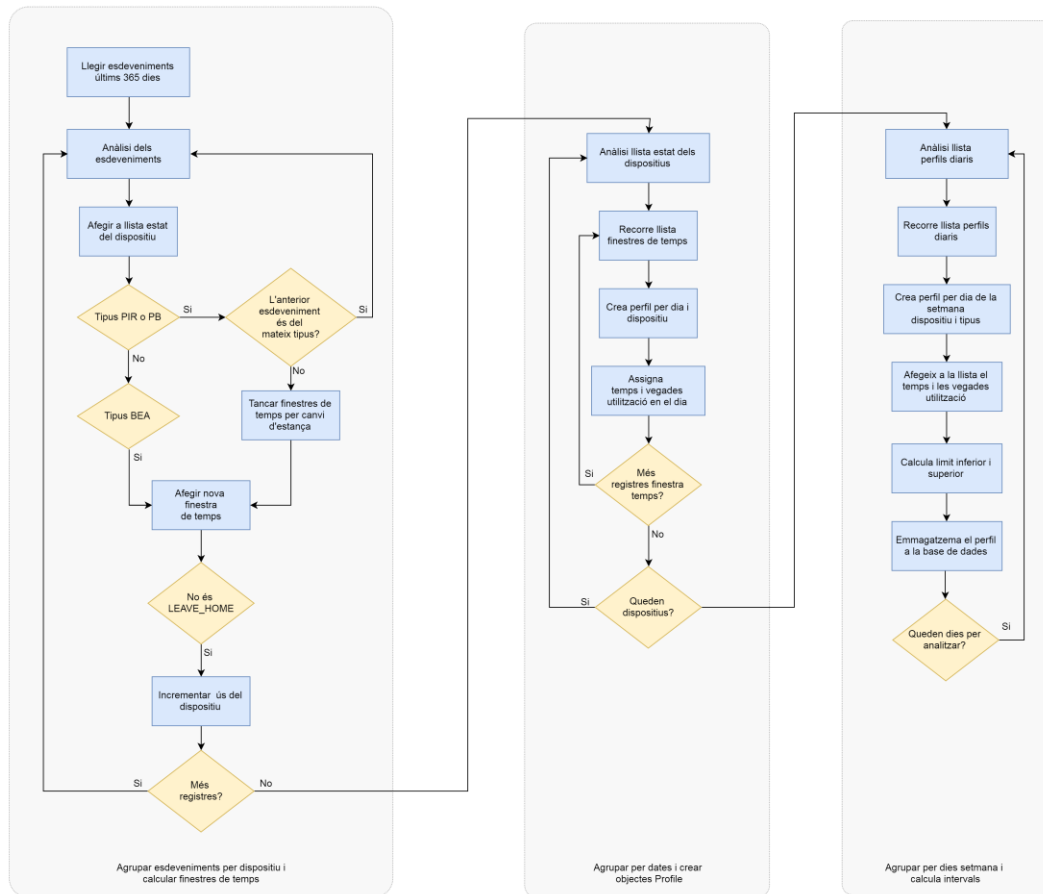 Llegir esdeveniments
últims 365 dies
Anàlisi dels
esdeveniments
Afegir a llista estat
del dispositiu
Tipus PIR o PB
Si
L'anterior
esdeveniment
és del
mateix tipus?
Si
No
No
Tipus BEA
Tancar finestres de
temps per canvi
d'estança
Si
Afegir nova
finestra
de temps
No és
LEAVE_HOME
Si
Incrementar ús del
dispositiu
Més
registres?
Si
No
Agrupar esdeveniments per dispositiu i
calcular finestres de temps
Anàlisi llista estat dels
dispositius
Recorre llista
finestres de temps
Crea perfil per dia i
dispositiu
Assigna
temps i vegades
utilització en el dia
Més
registres finestra
temps?
Si
No
Queden
dispositius?
Si
Agrupar per dates i crear
objectes Profile
Anàlisi llista
perfils diaris
Recorre llista perfils
diaris
Crea perfil per dia de la
setmana
dispositiu i tipus
Afegeix a la llista el
temps i les vegades
utilització
Calcula limit inferior i
superior
Emmagatzema el perfil
a la base de dades
Queden dies per
analitzar?
Si
Agrupar per dies setmana i
calcula intervals